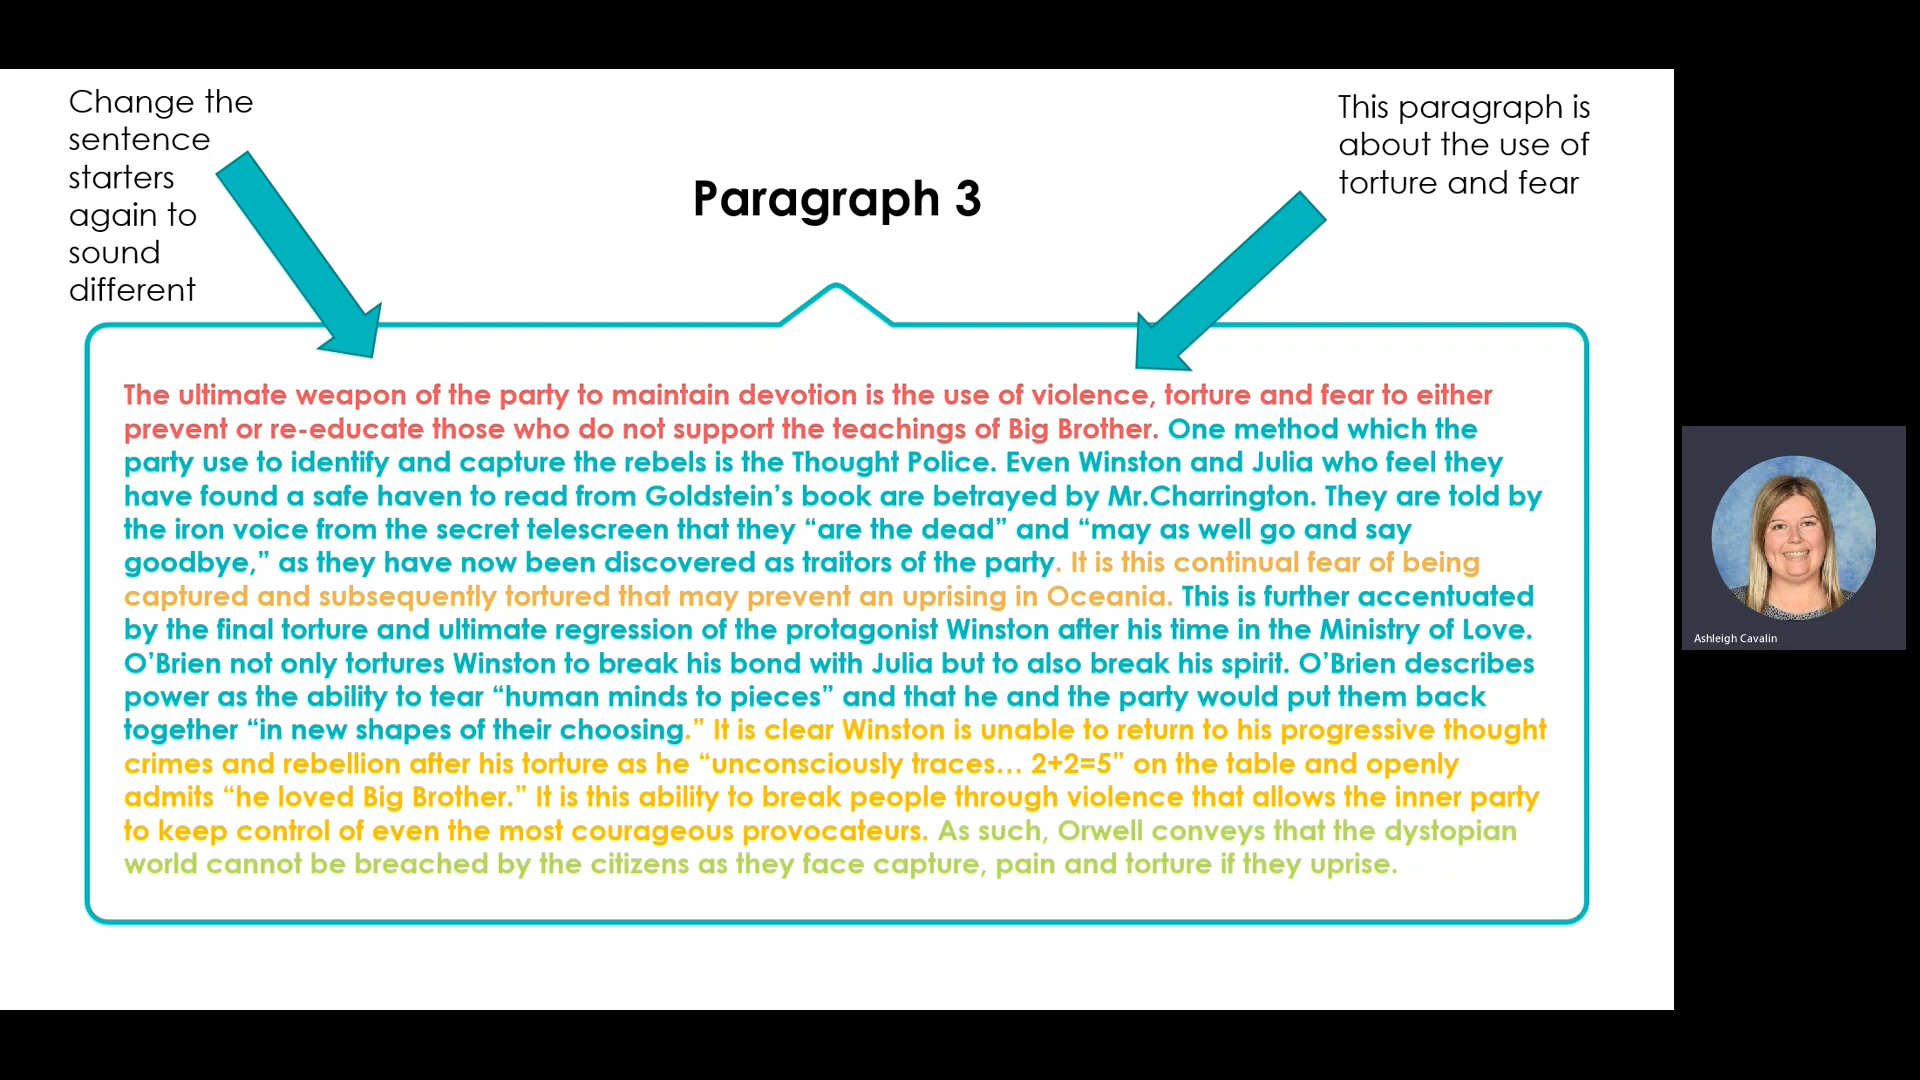 Change the
sentence
starters
again to
sound
different
This paragraph is
about the use of
torture and fear
Paragraph 3
The ultimate weapon of the party to maintain devotion is the use of violence, torture and fear to either
prevent or re-educate those who do not support the teachings of Big Brother. One method which the
party use to identify and capture the rebels is the Thought Police. Even Winston and Julia who feel they
have found a safe haven to read from Goldstein’s book are betrayed by Mr.Charrington. They are told by
the iron voice from the secret telescreen that they “are the dead” and “may as well go and say
goodbye,” as they have now been discovered as traitors of the party. It is this continual fear of being
captured and subsequently tortured that may prevent an uprising in Oceania. This is further accentuated
by the final torture and ultimate regression of the protagonist Winston after his time in the Ministry of Love.
O’Brien not only tortures Winston to break his bond with Julia but to also break his spirit. O’Brien describes
power as the ability to tear “human minds to pieces” and that he and the party would put them back
together “in new shapes of their choosing.” It is clear Winston is unable to return to his progressive thought
crimes and rebellion after his torture as he “unconsciously traces... 2+2=5” on the table and openly
admits “he loved Big Brother.” It is this ability to break people through violence that allows the inner party
to keep control of even the most courageous provocateurs. As such, Orwell conveys that the dystopian
world cannot be breached by the citizens as they face capture, pain and torture if they uprise.
Ashleigh Cavalin